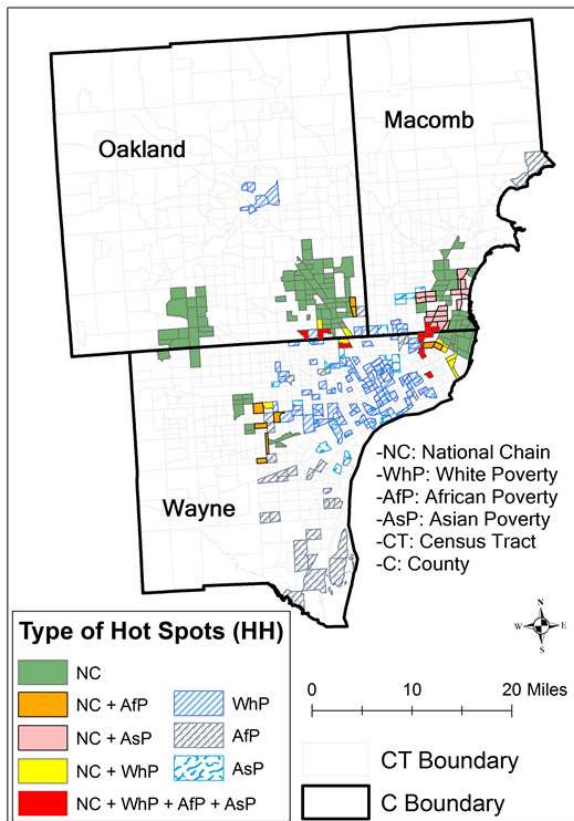 Oakland
Macomb
Wayne
-NC: National Chain
-WhP: White Poverty
-AfP: African Poverty
-AsP: Asian Poverty
-CT: Census Tract
-C: County
N
W E
S
Type of Hot Spots (HH)
NC
NC + AfP
NC + AsP
NC + WhP
NC + WhP + AfP + AsP
WhP
AfP
AsP
0 10 20 Miles
CT Boundary
C Boundary